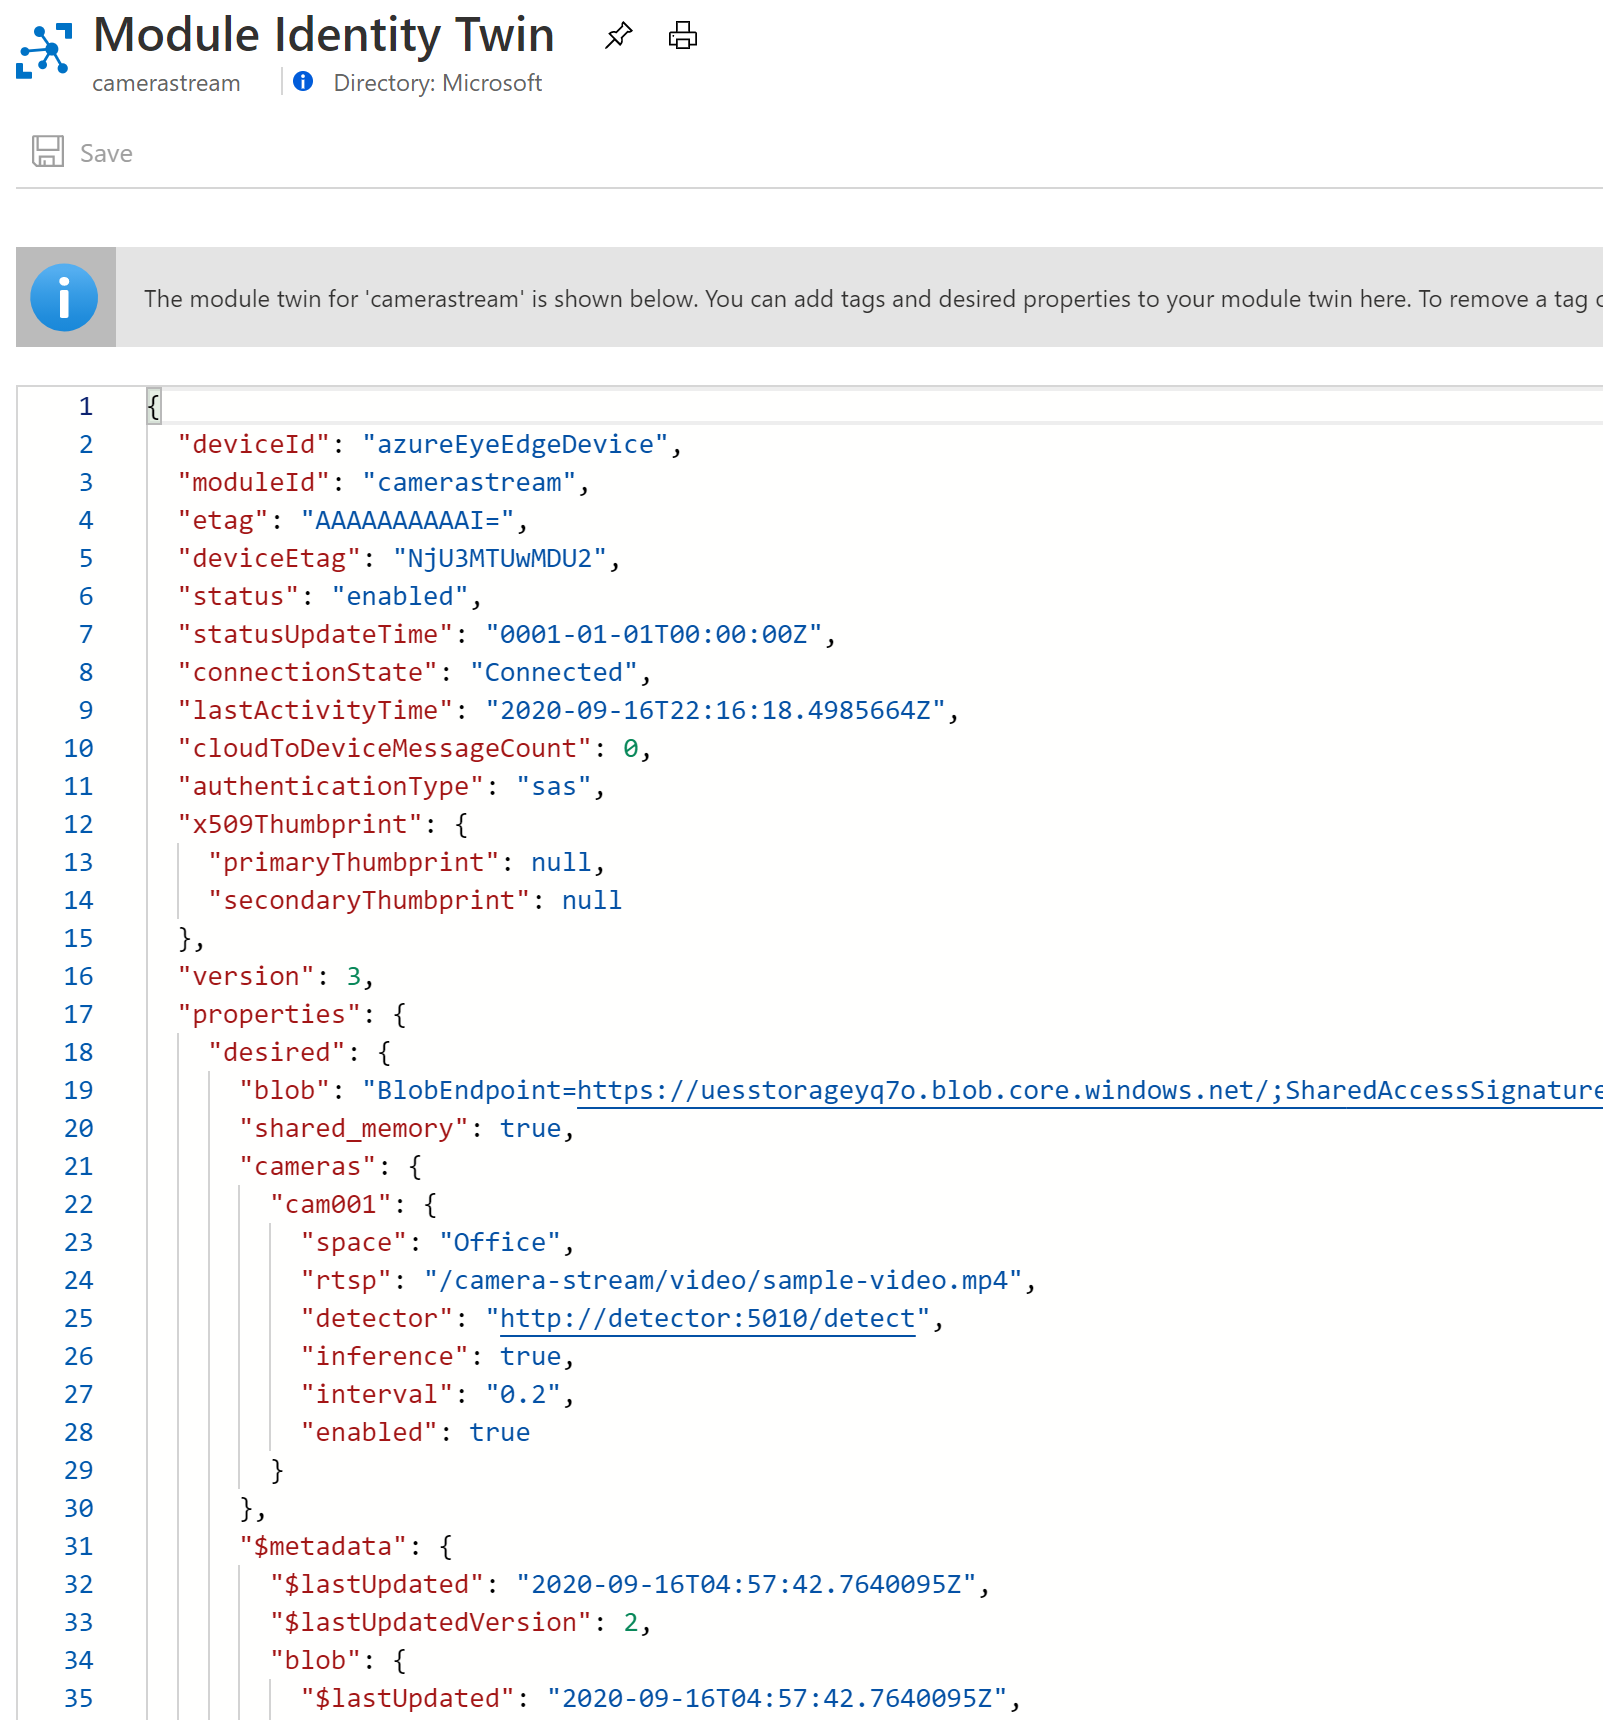 Module Identity Twin
camerastream
Directory: Microsoft
Save
The module twin for 'camerastream' is shown below. You can add tags and desired properties to your module twin here. To remove a tag
1 {
2 "deviceId": "azureEyeEdgeDevice",
3 "moduleId": "camerastream",
4 "etag": "AAAAAAAAAAI=",
5 "deviceEtag": "NjU3MTUwMDU2",
6 "status": "enabled",
7 "statusUpdateTime": "0001-01-01T00:00:00Z",
8 "connectionState": "Connected",
9 "lastActivityTime": "2020-09-16T22:16:18.4985664Z",
10 "cloudToDeviceMessageCount": 0,
11 "authenticationType": "sas",
12 "x509Thumbprint": {
13 "primaryThumbprint": null,
14 "secondaryThumbprint": null
15 },
16 "version": 3,
17 "properties": {
18 "desired": {
19 "blob": "BlobEndpoint=https://uesstorageyq7o.blob.core.windows.net/;SharedAccessSignature
20 "shared_memory": true,
21 "cameras": {
22 "cam001": {
23 "space": "Office",
24 "rtsp": "/camera-stream/video/sample-video.mp4",
25 "detector": "http://detector:5010/detect",
26 "inference": true,
27 "interval": "0.2",
28 "enabled": true
29 }
30 },
31 "$metadata": {
32 "$lastUpdated": "2020-09-16T04:57:42.7640095Z",
33 "$lastUpdatedVersion": 2,
34 "blob": {
35 "$lastUpdated": "2020-09-16T04:57:42.7640095Z",